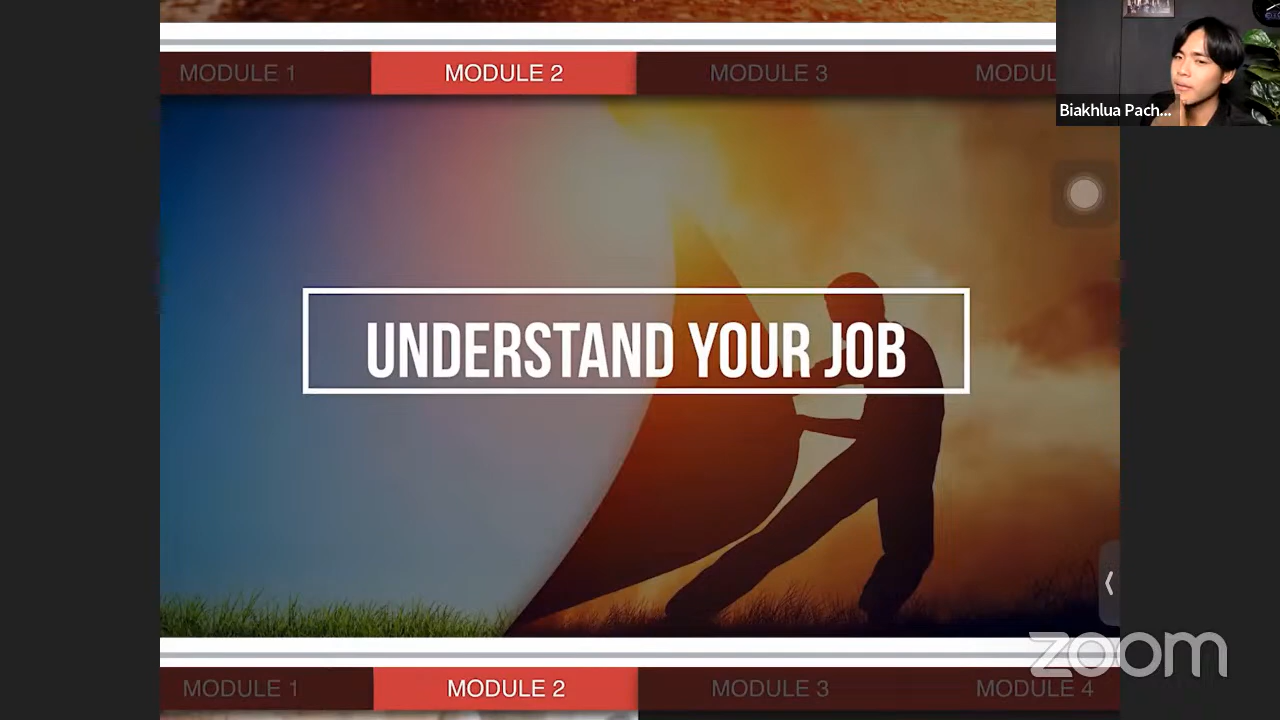 MODULE 1
MODULE 2
MODULE 3
MODUL
Biakhlua Pach...
UNDERSTAND YOUR JOB
zoom
MODULE 1
MODULE 2
MODULE 3
MODULE 4